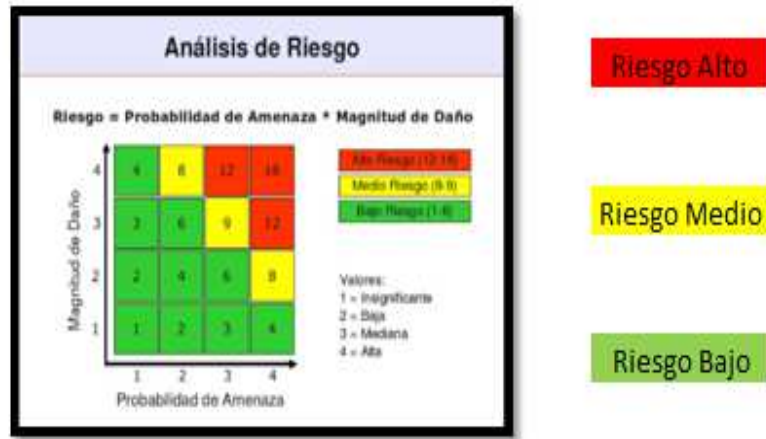 Análisis de Riesgo
Riesgo = Probabilidad de Amenaza * Magnitud de Daño
Magnitud de Daño
4
3
2
1
4 8 12 16
3 6 9 12
2 4 6 8
1 2 3 4
1 2 3 4
Probabilidad de Amenaza
Alto Riesgo
Medio Riesgo (8-9)
Bajo Riesgo (1-6)
Valores:
1 = Insignificante
2 = Baja
3 = Mediana
4 = Alta
Riesgo Alto
Riesgo Medio
Riesgo Bajo